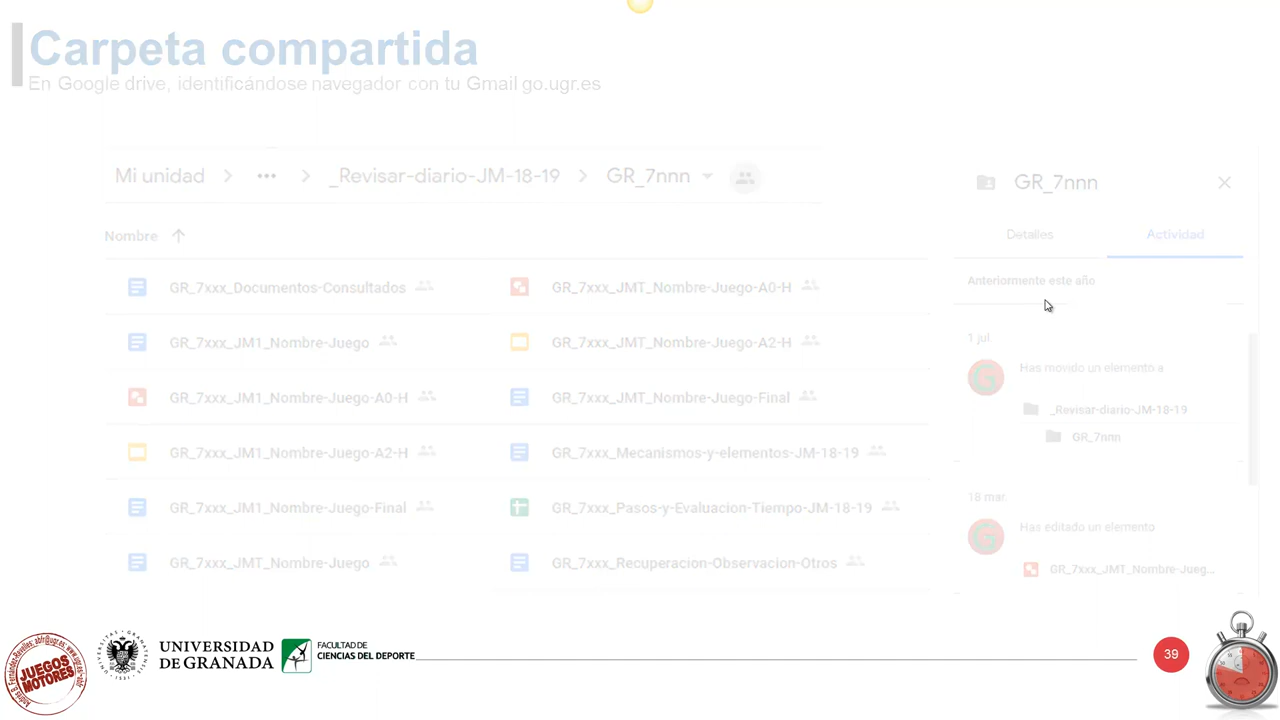 Carpeta compartida
En Google drive, identificándose navegador con tu Gmail go.ugr.es
Mi unidad > ••• > _Revisar-diario-JM-18-19 > GR_7nnn
Nombre
GR_7xxx_Documentos-Consultados
GR_7xxx_JM1_Nombre-Juego
GR_7xxx_JM1_Nombre-Juego-A0-H
GR_7xxx_JM1_Nombre-Juego-A2-H
GR_7xxx_JM1_Nombre-Juego-Final
GR_7xxx_JMT_Nombre-Juego
GR_7xxx_JMT_Nombre-Juego-A0-H
GR_7xxx_JMT_Nombre-Juego-A2-H
GR_7xxx_JMT_Nombre-Juego-Final
GR_7xxx_Mecanismos-y-elementos-JM-18-19
GR_7xxx_Pasos-y-Evaluacion-Tiempo-JM-18-19
GR_7xxx_Recuperacion-Observacion-Otros
GR_7nnn
Detalles
Actividad
Anteriormente este año
1 jul.
G
Has movido un elemento a
_Revisar-diario-JM-18-19
GR_7nnn
18 mar.
G
Has editado un elemento
GR_7xxx_JMT_Nombre-Jueg...
JUEGOS
MOTORES
UNIVERSIDAD
DE GRANADA
FACULTAD DE
CIENCIAS DEL DEPORTE
39